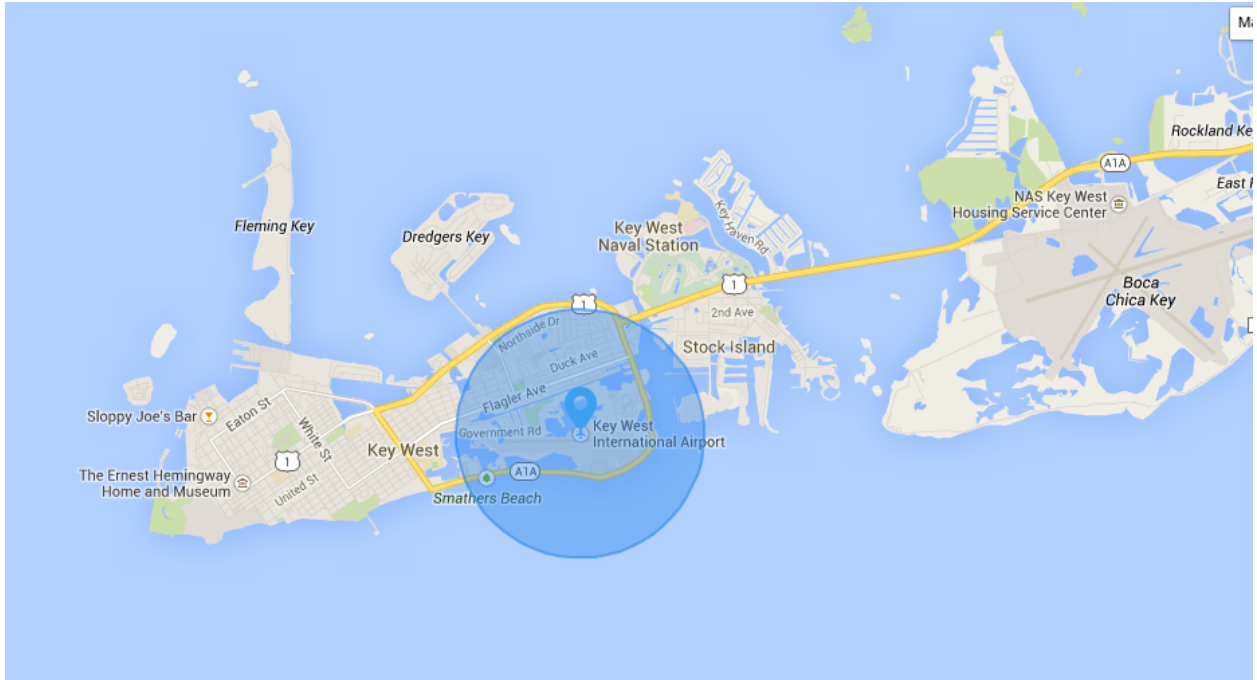 Ma
Rockland Key
A1A
East R
NAS Key West
Housing Service Center
Fleming Key
Dredgers Key
Key West
Naval Station
Key Haven Rd
Boca
Chica Key
1
1
2nd Ave
Northside Dr
Stock Island
Duck Ave
Flagler Ave
Sloppy Joe's Bar
Eaton St
White St
Key West
Government Rd
Key West
International Airport
1
The Ernest Hemingway
Home and Museum
United St
A1A
Smathers Beach